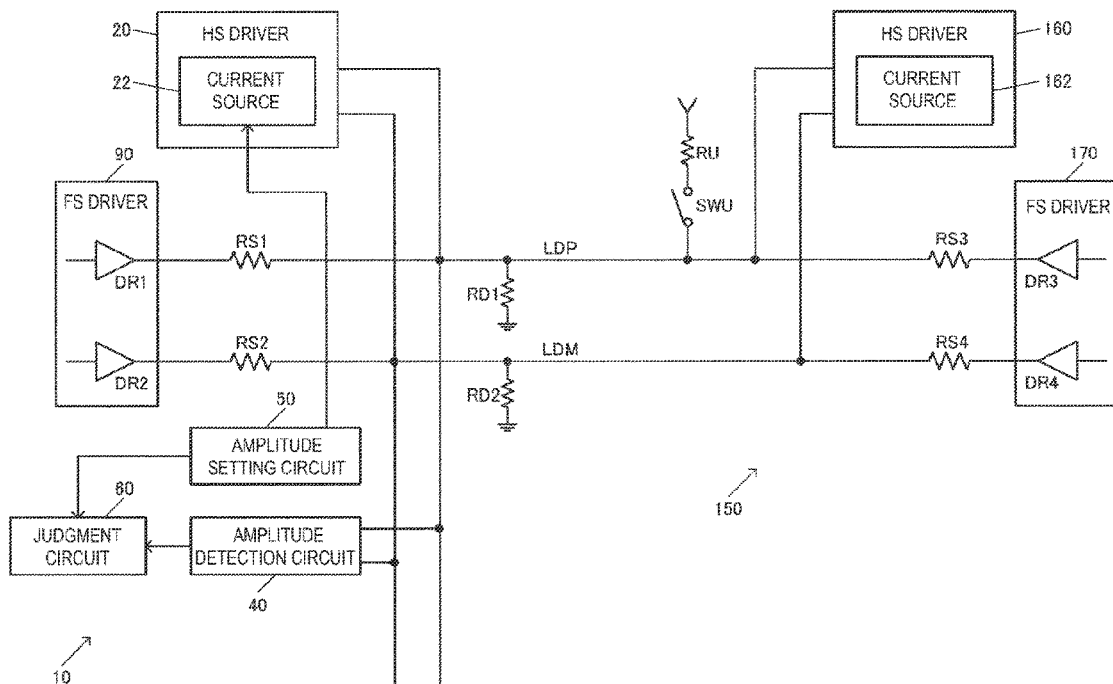 20
HS DRIVER
22
CURRENT
SOURCE
HS DRIVER
160
CURRENT
SOURCE
162
90
FS DRIVER
DR1
DR2
RS1
RS2
RU
SWU
LDP
RD1
LDM
RD2
170
FS DRIVER
RS3
DR3
RS4
DR4
50
AMPLITUDE
SETTING CIRCUIT
60
JUDGMENT
CIRCUIT
AMPLITUDE
DETECTION CIRCUIT
40
150
10